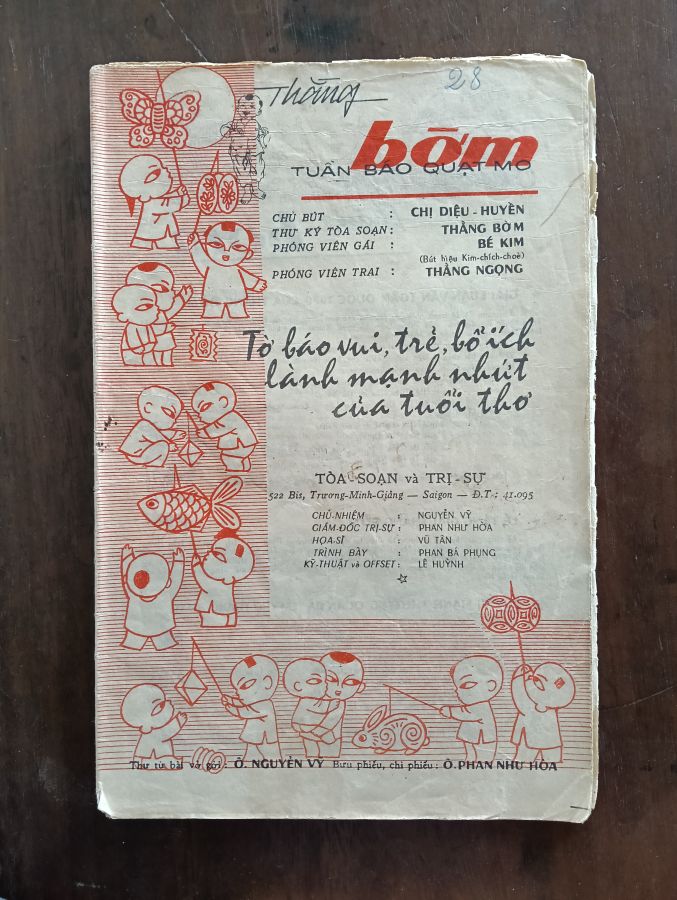 28
Thằng
bờm
TUẦN BÁO QUẠT MO
CHỦ BÚT : CHỊ DIỆU - HUYỀN
THƯ KÝ TÒA SOẠN : THẰNG BỜM
PHÓNG VIÊN GÁI : BÉ KIM
(Bút hiệu Kim-chích-choè)
PHÓNG VIÊN TRAI : THẰNG NGỌNG
Tờ báo vui, trẻ, bổ ích
lành mạnh nhứt
của tuổi thơ
TÒA SOẠN và TRỊ - SỰ
522 Bis, Trương-Minh-Giảng — Saigon — Đ.T. : 41.095
CHỦ-NHIỆM : NGUYỄN VỸ
GIÁM-ĐỐC TRỊ-SỰ : PHAN NHƯ HÒA
HỌA-SĨ : VŨ TÂN
TRÌNH BÀY : PHAN BÁ PHỤNG
KỸ-THUẬT và OFFSET : LÊ HUỲNH
Thư từ bài vở gởi : Ô. NGUYỄN VỸ Bưu phiếu, chi phiếu : Ô. PHAN NHƯ HÒA